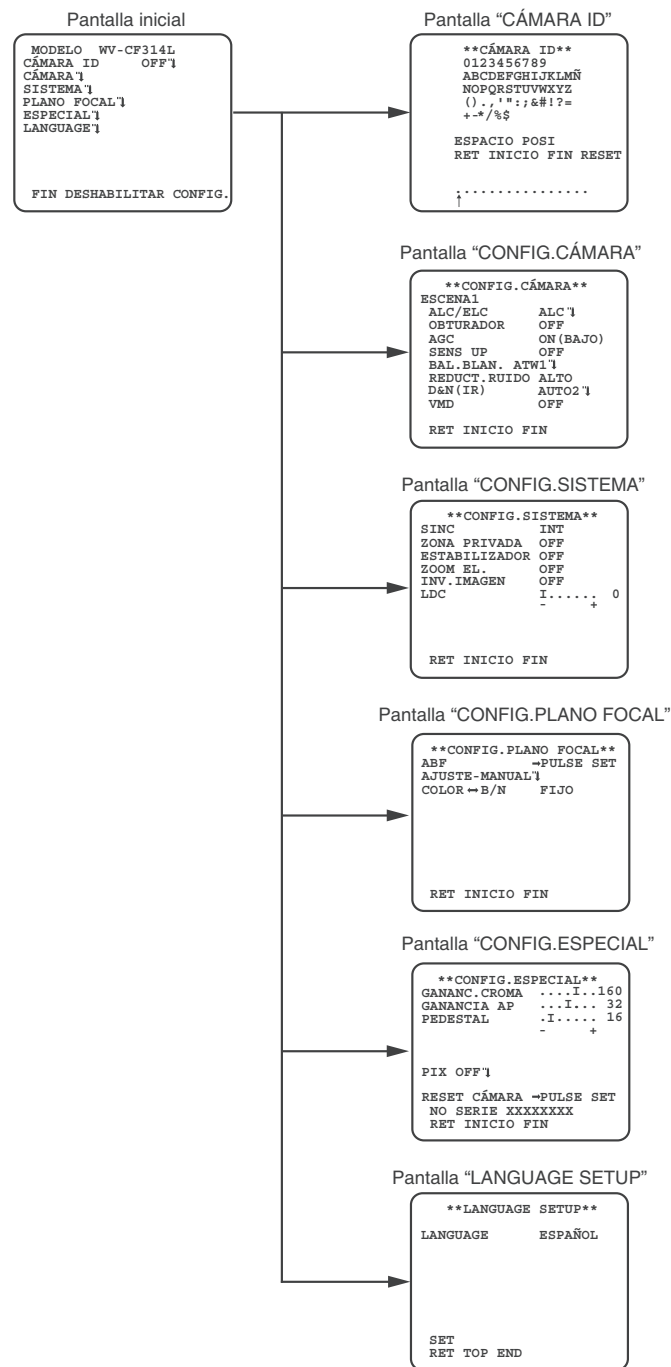 Pantalla inicial
MODELO WV-CF314L
CÁMARA ID OFF
CÁMARA
SISTEMA
PLANO FOCAL
ESPECIAL
LANGUAGE
FIN DESHABILITAR CONFIG.
Pantalla “CÁMARA ID”
**CÁMARA ID**
0123456789
ABCDEFGHIJKLMÑ
NOPQRSTUVWXYZ
().,'":;&#!?=
+-*/%$
ESPACIO POSI
RET INICIO FIN RESET
................
↑
Pantalla “CONFIG.CÁMARA”
**CONFIG.CÁMARA**
ESCENA1
ALC/ELC ALC
OBTURADOR OFF
AGC ON(BAJO)
SENS UP OFF
BAL.BLAN. ATW1
REDUCT.RUIDO ALTO
D&N(IR) AUTO2
VMD OFF
RET INICIO FIN
Pantalla “CONFIG.SISTEMA”
**CONFIG.SISTEMA**
SINC INT
ZONA PRIVADA OFF
ESTABILIZADOR OFF
ZOOM EL. OFF
INV.IMAGEN OFF
LDC I...... 0
- +
RET INICIO FIN
Pantalla “CONFIG.PLANO FOCAL”
**CONFIG.PLANO FOCAL**
ABF →PULSE SET
AJUSTE-MANUAL
COLOR↔B/N FIJO
RET INICIO FIN
Pantalla “CONFIG.ESPECIAL”
**CONFIG.ESPECIAL**
GANANC.CROMA ....I..160
GANANCIA AP ...I... 32
PEDESTAL .I..... 16
- +
PIX OFF
RESET CÁMARA →PULSE SET
NO SERIE XXXXXXXX
RET INICIO FIN
Pantalla “LANGUAGE SETUP”
**LANGUAGE SETUP**
LANGUAGE ESPAÑOL
SET
RET TOP END